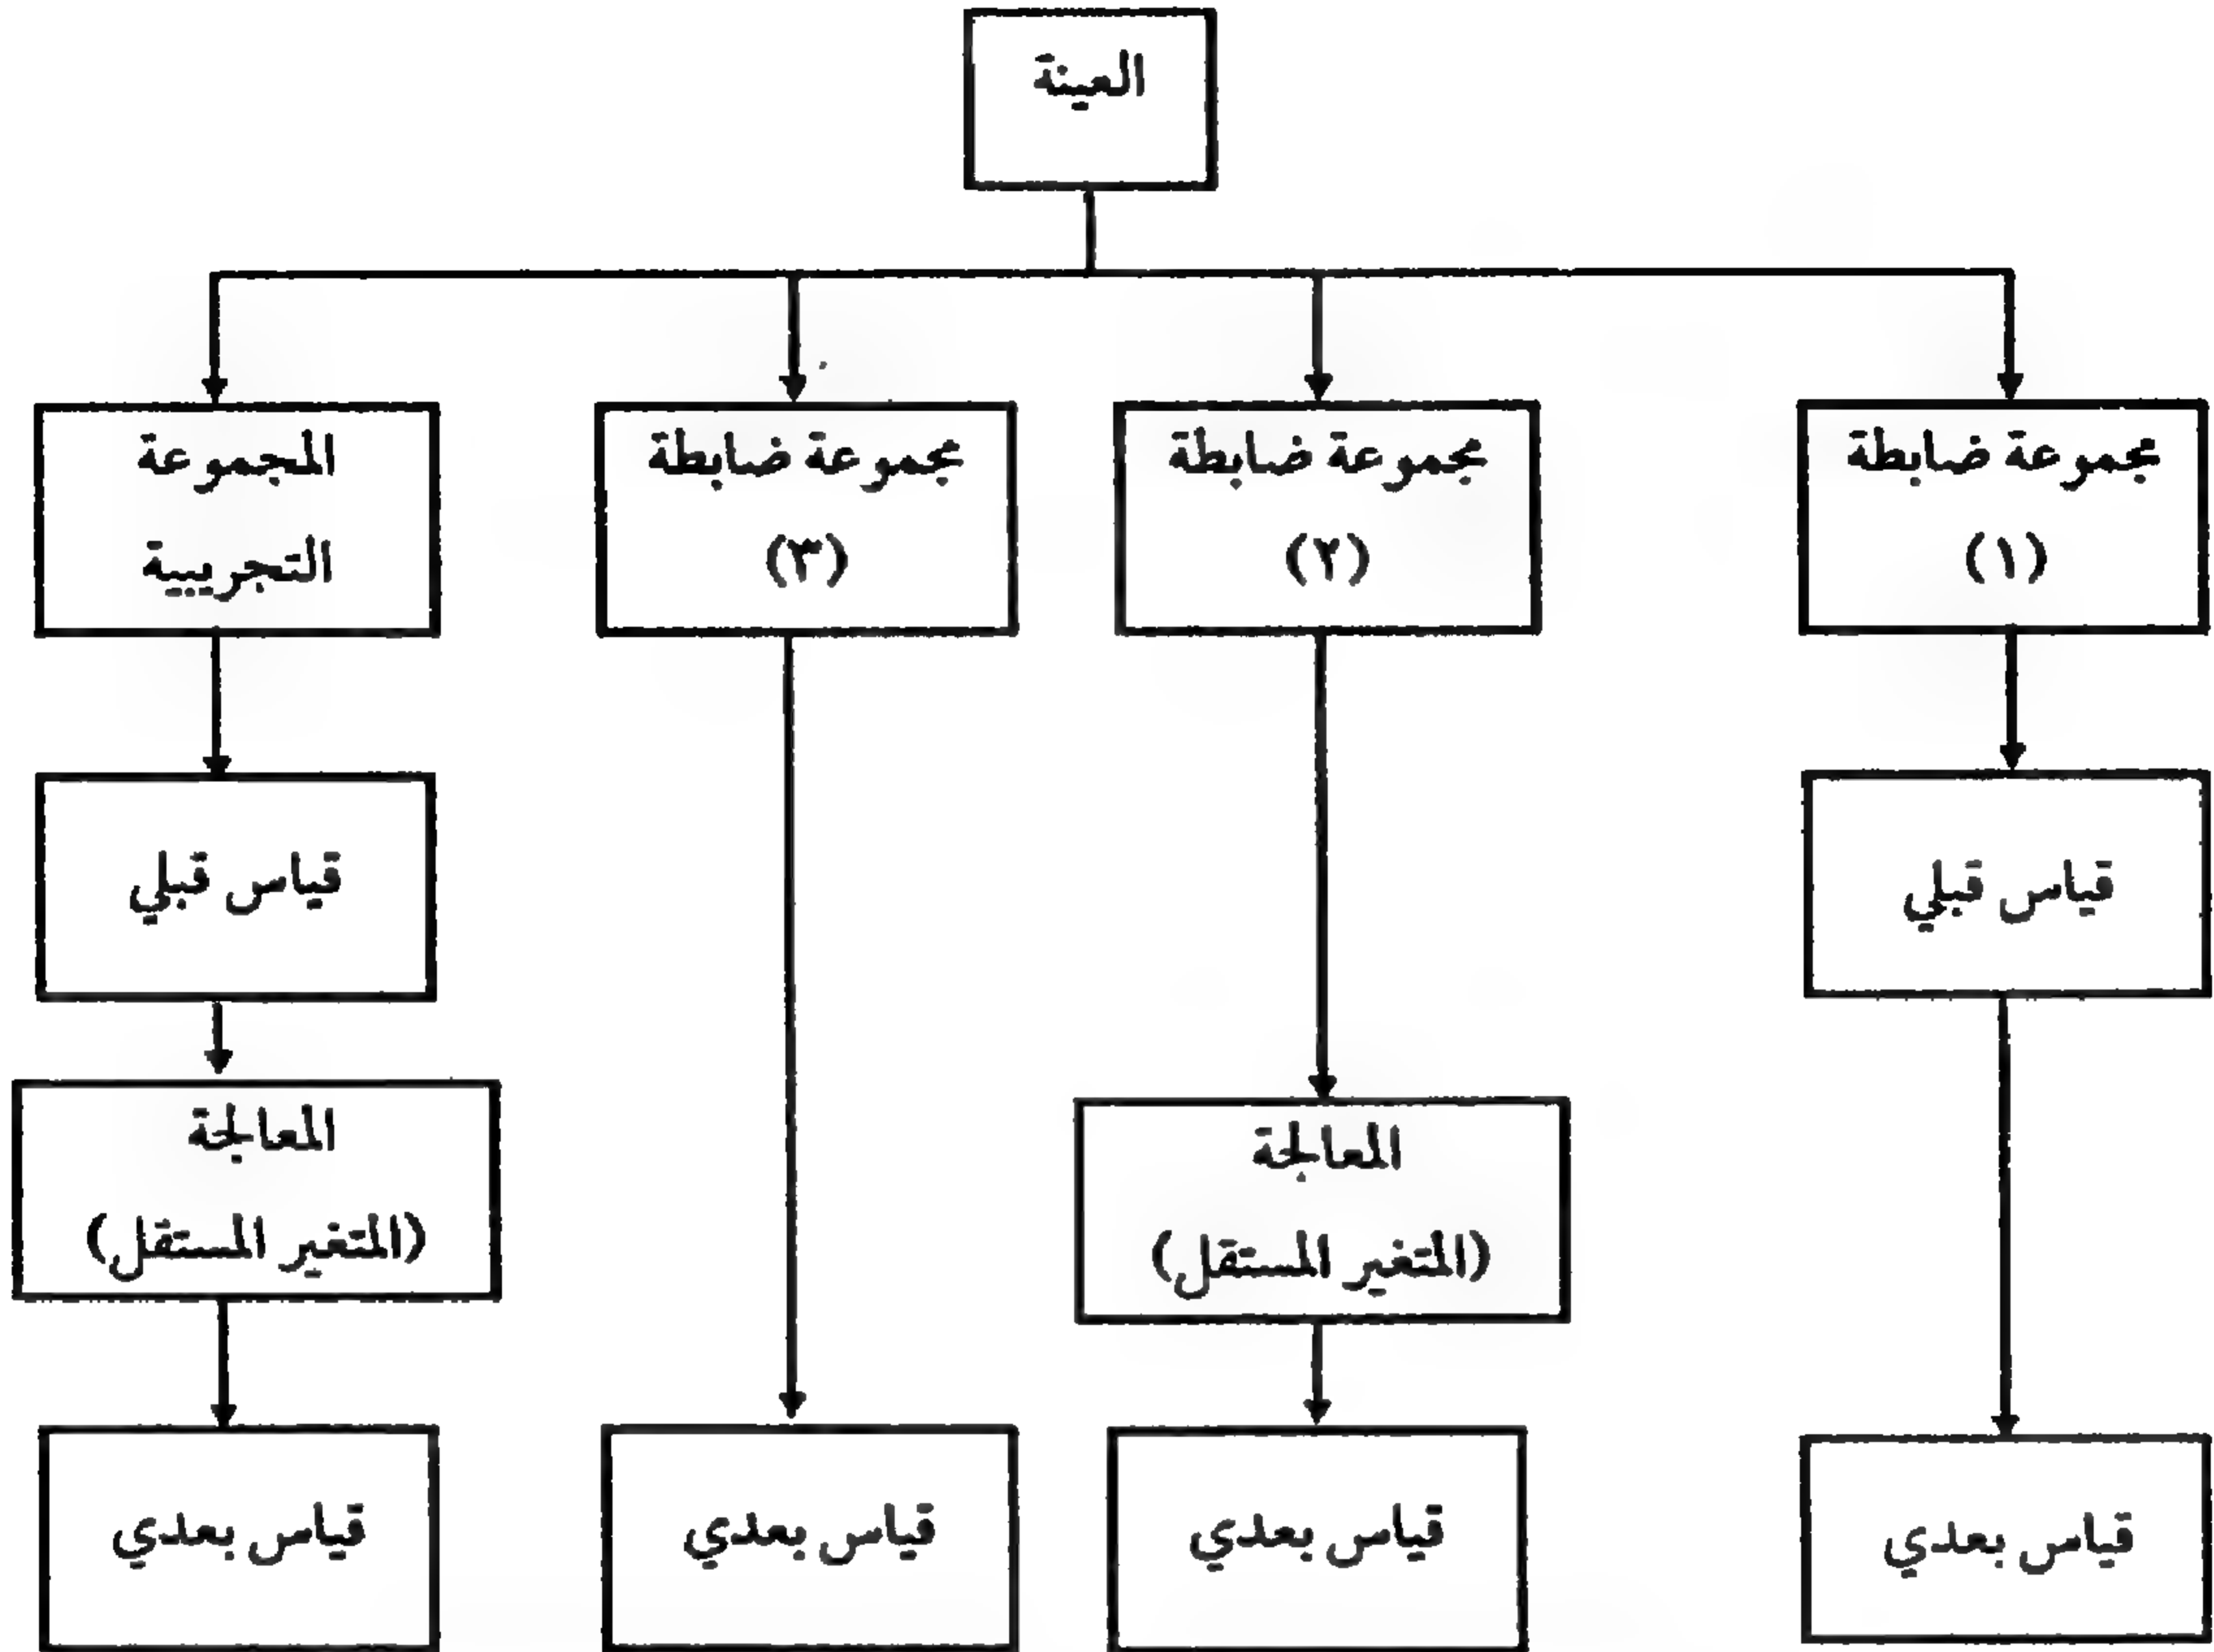 العينة
مجموعة ضابطة
(١)
مجموعة ضابطة
(٢)
مجموعة ضابطة
(٣)
المجموعة
التجريبية
قياس قبلي
قياس قبلي
المعالجة
(المتغير المستقل)
المعالجة
(المتغير المستقل)
قياس بعدي
قياس بعدي
قياس بعدي
قياس بعدي